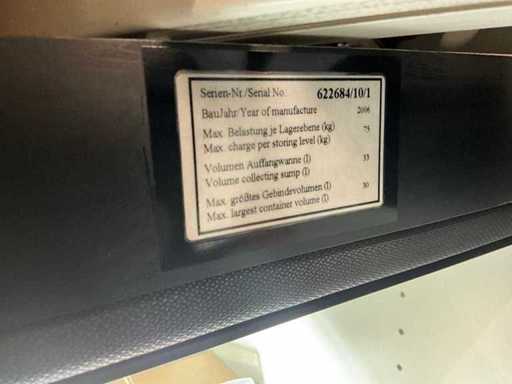 Serien-Nr./Serial No. 622684/10/1
Baujahr/Year of manufacture 2006
Max. Belastung je Lagerebene (kg) 75
Max. charge per storing level (kg)
Volumen Auffangwanne (l) 33
Volume collecting sump (l)
Max. größtes Gebindevolumen (l) 30
Max. largest container volume (l)